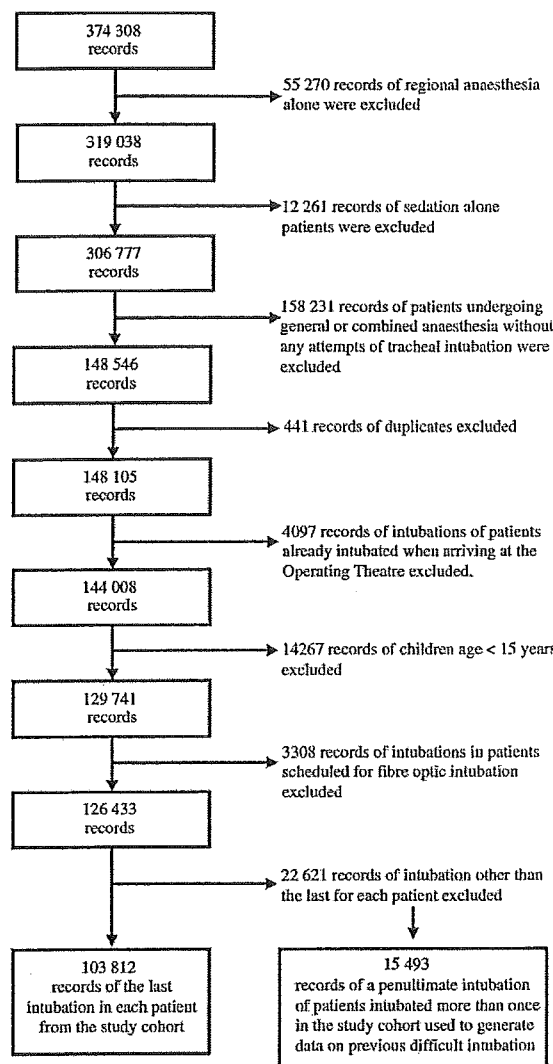 374 308
records
55 270 records of regional anaesthesia
alone were excluded
319 038
records
12 261 records of sedation alone
patients were excluded
306 777
records
158 231 records of patients undergoing
general or combined anaesthesia without
any attempts of tracheal intubation were
excluded
148 546
records
441 records of duplicates excluded
148 105
records
4097 records of intubations of patients
already intubated when arriving at the
Operating Theatre excluded.
144 008
records
14267 records of children age < 15 years
excluded
129 741
records
3308 records of intubations in patients
scheduled for fibre optic intubation
excluded
126 433
records
22 621 records of intubation other than
the last for each patient excluded
103 812
records of the last
intubation in each patient
from the study cohort
15 493
records of a penultimate intubation
of patients intubated more than once
in the study cohort used to generate
data on previous difficult intubation